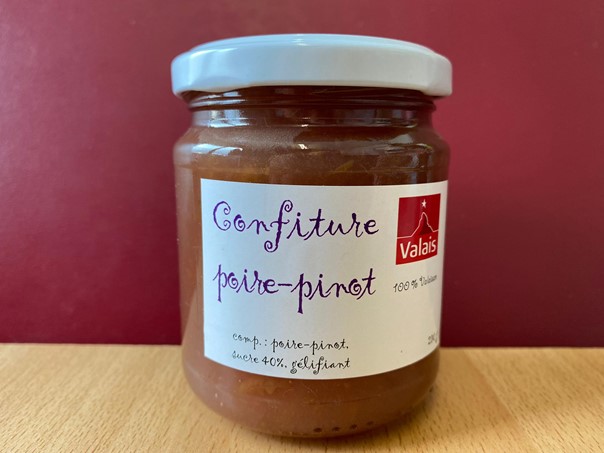 Confiture
poire-pinot
Valais
100% Valaisan
comp.: poire-pinot,
sucre 40%, gélifiant